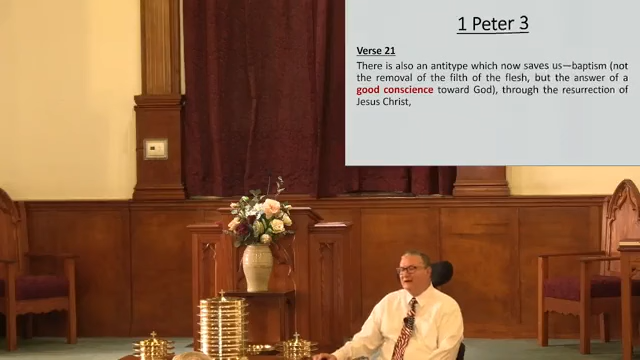 1 Peter 3
Verse 21
There is also an antitype which now saves us—baptism (not
the removal of the filth of the flesh, but the answer of a
good conscience toward God), through the resurrection of
Jesus Christ,